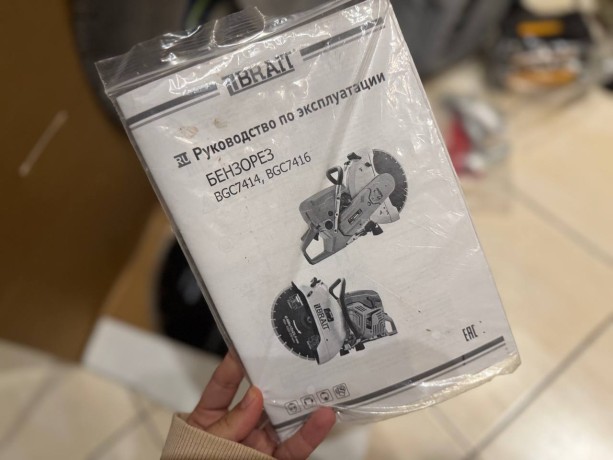 BRAIT
Руководство по эксплуатации
БЕНЗОРЕЗ
BGC7414, BGC7416
BRAIT
EAC